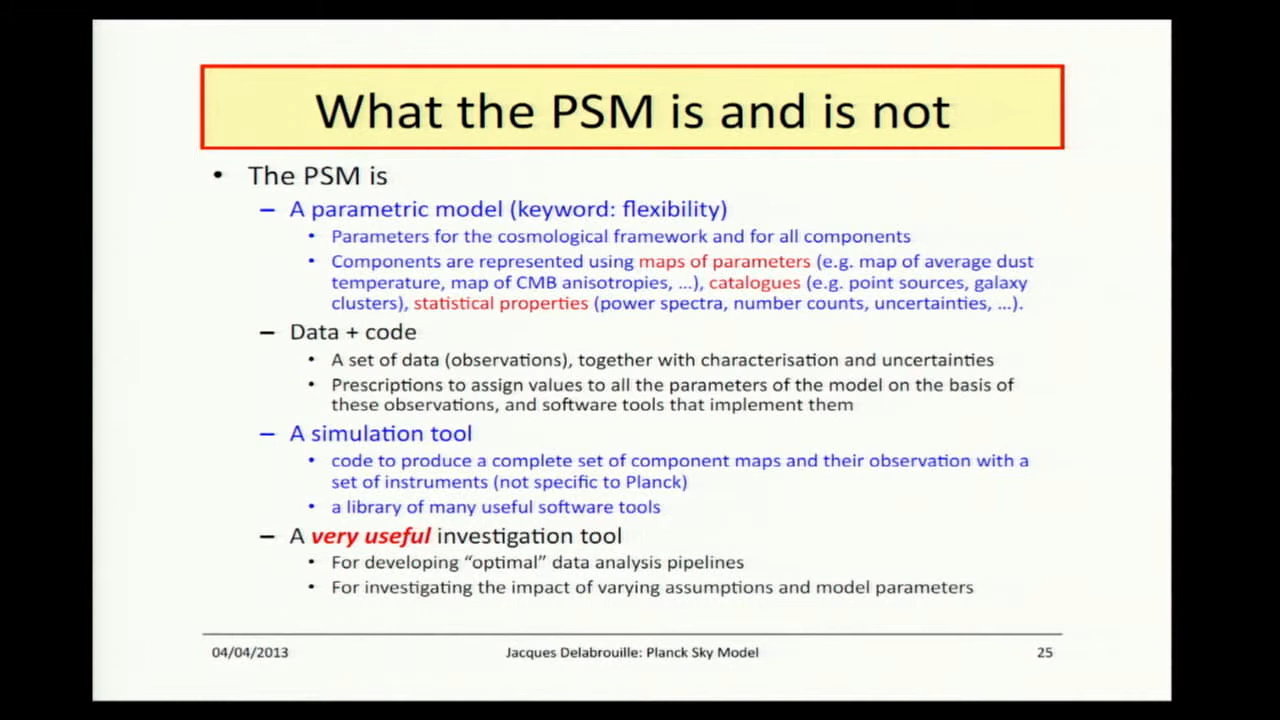 What the PSM is and is not
• The PSM is
– A parametric model (keyword: flexibility)
• Parameters for the cosmological framework and for all components
• Components are represented using maps of parameters (e.g. map of average dust
temperature, map of CMB anisotropies, …), catalogues (e.g. point sources, galaxy
clusters), statistical properties (power spectra, number counts, uncertainties, …).
– Data + code
• A set of data (observations), together with characterisation and uncertainties
• Prescriptions to assign values to all the parameters of the model on the basis of
these observations, and software tools that implement them
– A simulation tool
• code to produce a complete set of component maps and their observation with a
set of instruments (not specific to Planck)
• a library of many useful software tools
– A very useful investigation tool
• For developing “optimal” data analysis pipelines
• For investigating the impact of varying assumptions and model parameters
04/04/2013 Jacques Delabrouille: Planck Sky Model 25